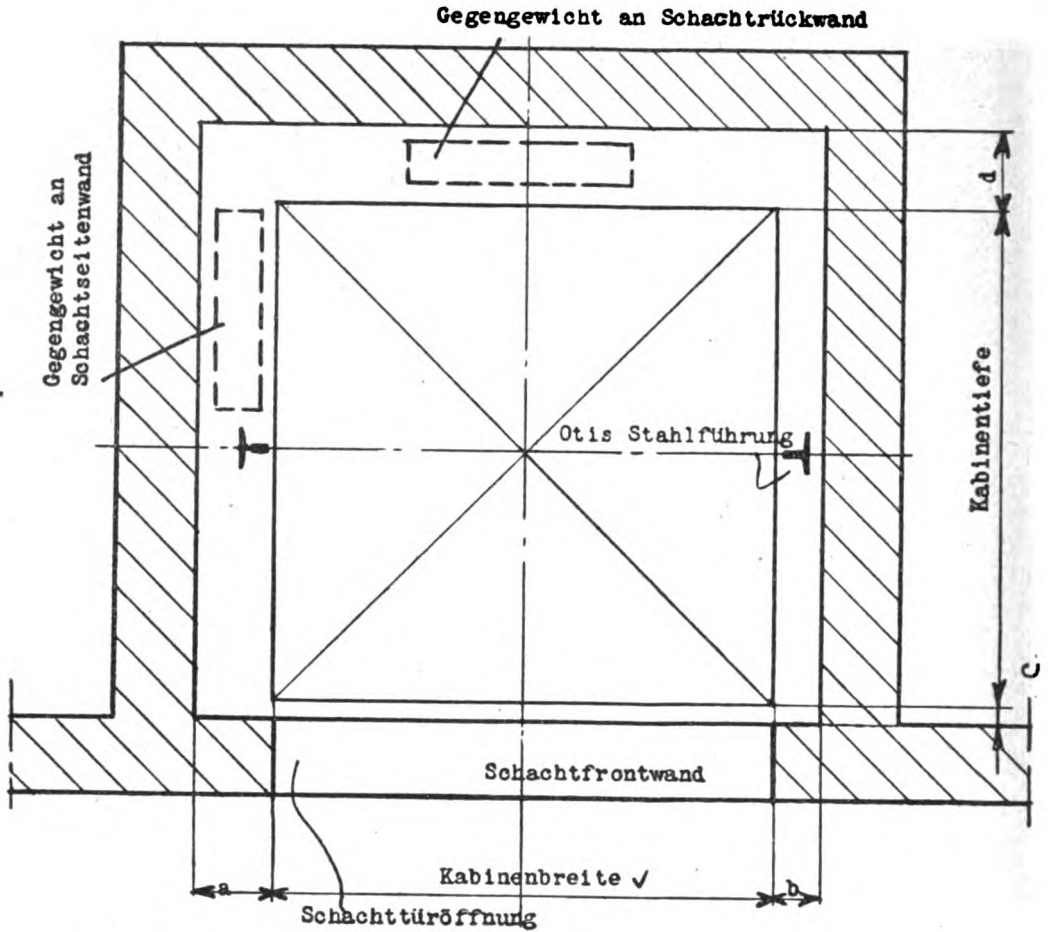 Gegengewicht an Schachtrückwand
Gegengewicht an
Schachtseitenwand
d
Otis Stahlführung
Kabinentiefe
C.
Schachtfrontwand
a
Kabinenbreite ✓
b
Schachttüröffnung